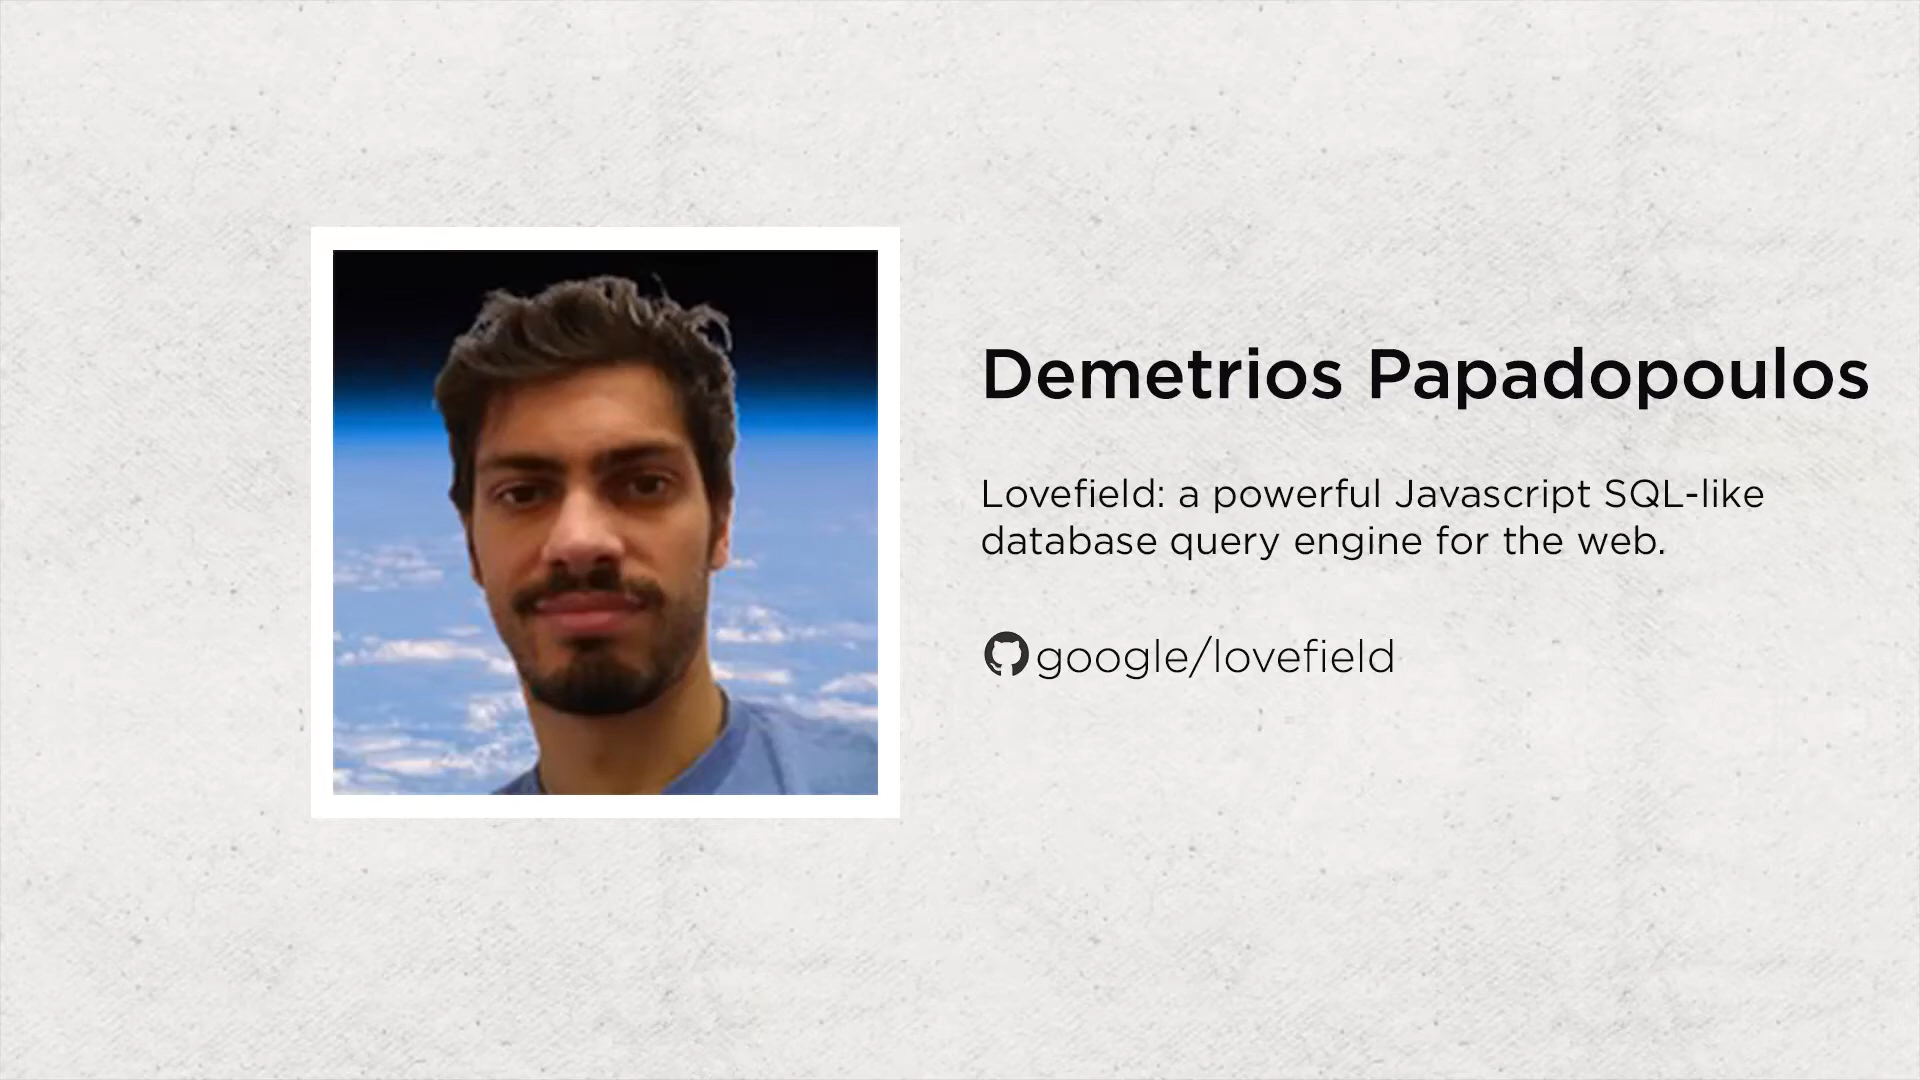 Demetrios Papadopoulos
Lovefield: a powerful Javascript SQL-like
database query engine for the web.
google/lovefield